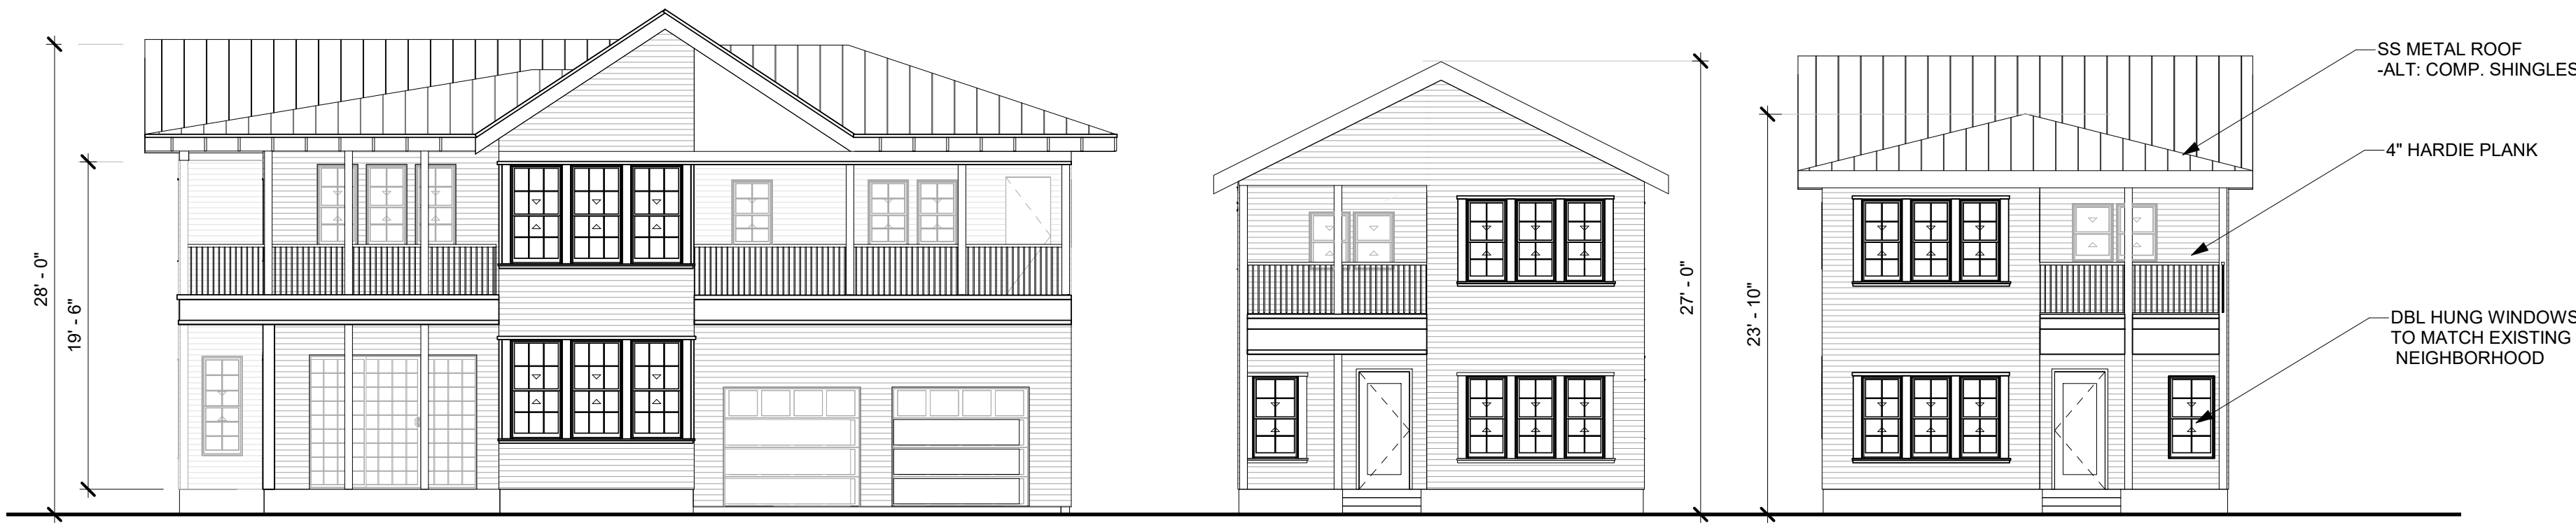 28' - 0"
19' - 6"
27' - 0"
23' - 10"
SS METAL ROOF
-ALT: COMP. SHINGLES
4" HARDIE PLANK
DBL HUNG WINDOWS
TO MATCH EXISTING
NEIGHBORHOOD